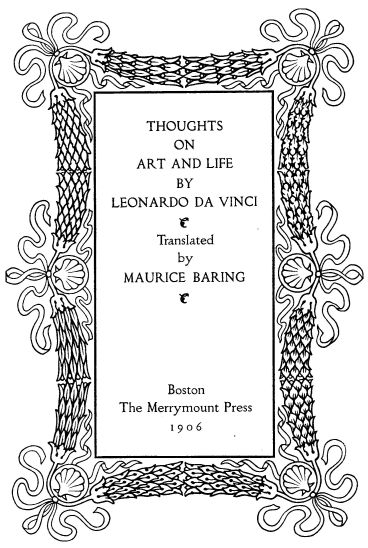 THOUGHTS
ON
ART AND LIFE
BY
LEONARDO DA VINCI
Translated
by
MAURICE BARING
Boston
The Merrymount Press
1906